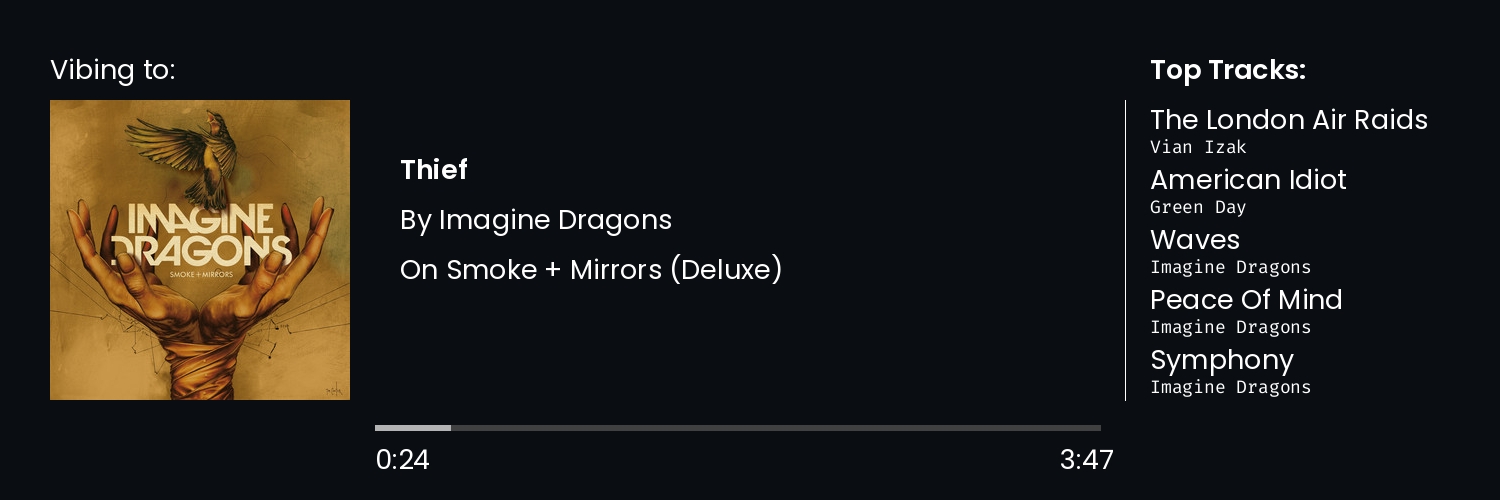 Vibing to:
IMAGINE
DRAGONS
SMOKE + MIRRORS
Thief
By Imagine Dragons
On Smoke + Mirrors (Deluxe)
0:24
3:47
Top Tracks:
The London Air Raids
Vian Izak
American Idiot
Green Day
Waves
Imagine Dragons
Peace Of Mind
Imagine Dragons
Symphony
Imagine Dragons